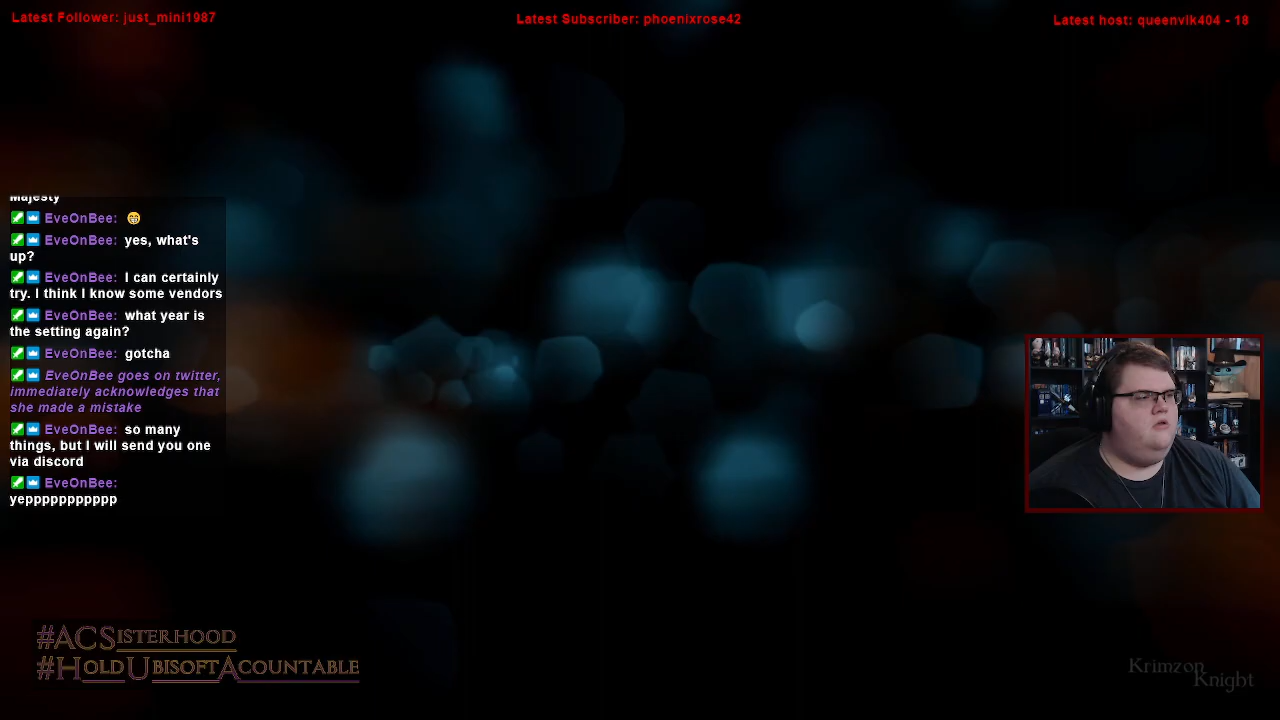 Latest Follower: just_mini1987
Latest Subscriber: phoenixrose42
Latest host: queenvik404 - 18
Majesty
EveOnBee: 😁
EveOnBee: yes, what's
up?
EveOnBee: I can certainly
try. I think I know some vendors
EveOnBee: what year is
the setting again?
EveOnBee: gotcha
EveOnBee goes on twitter,
immediately acknowledges that
she made a mistake
EveOnBee: so many
things, but I will send you one
via discord
EveOnBee:
yeppppppppppp
#ACSISTERHOOD
#HOLDUBISOFTACOUNTABLE
Krimzon
Knight